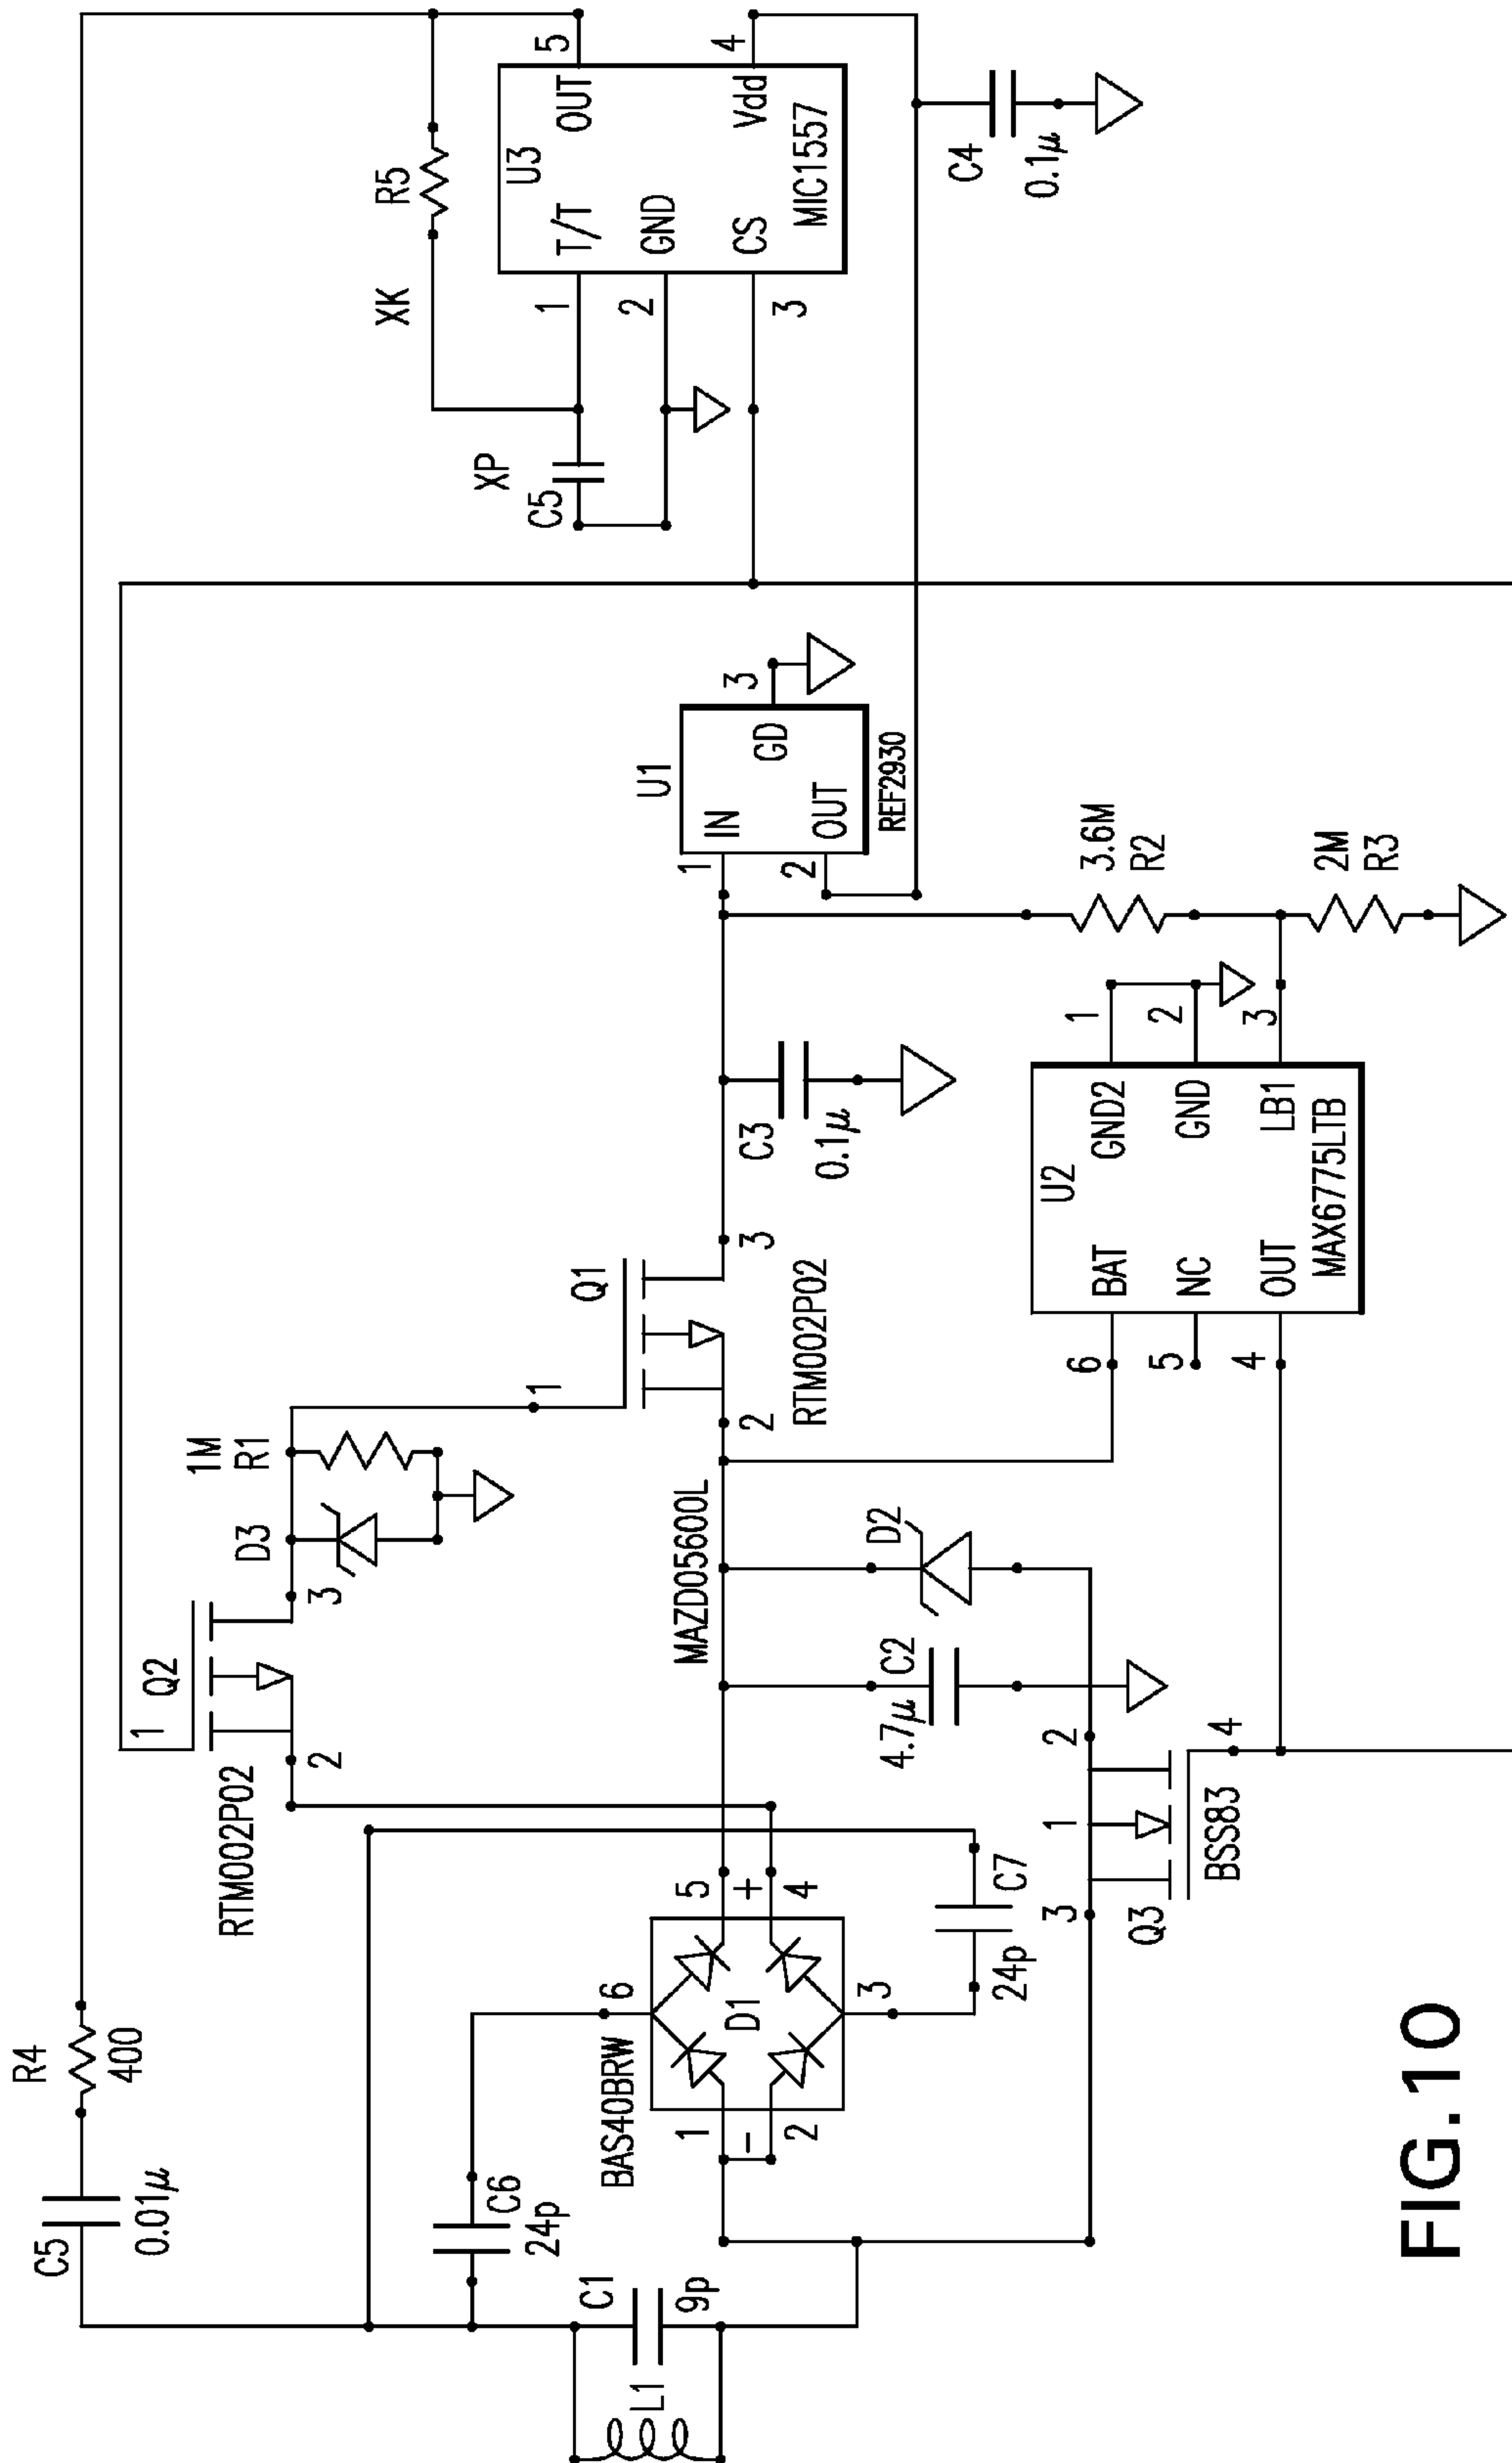 R4
400
C5
0.01µ
RTM002P02
Q2
1
2
3
D3
1M
R1
1
Q1
2
3
RTM002P02
C6
24p
BAS40BRW
6
D1
5
+
4
1
-
2
3
C7
24p
C1
9p
L1
MAZD05600L
D2
C2
4.7µ
C3
0.1µ
U1
IN
GD
OUT
1
2
3
REF2930
XK
R5
XP
C5
U3
T/T
OUT
GND
CS
Vdd
MIC1557
1
2
3
5
4
C4
0.1µ
3.6M
R2
2M
R3
U2
BAT
GND2
NC
GND
OUT
LB1
MAX6775LTB
6
5
4
1
2
3
Q3
3
1
2
4
BSS83
FIG.10